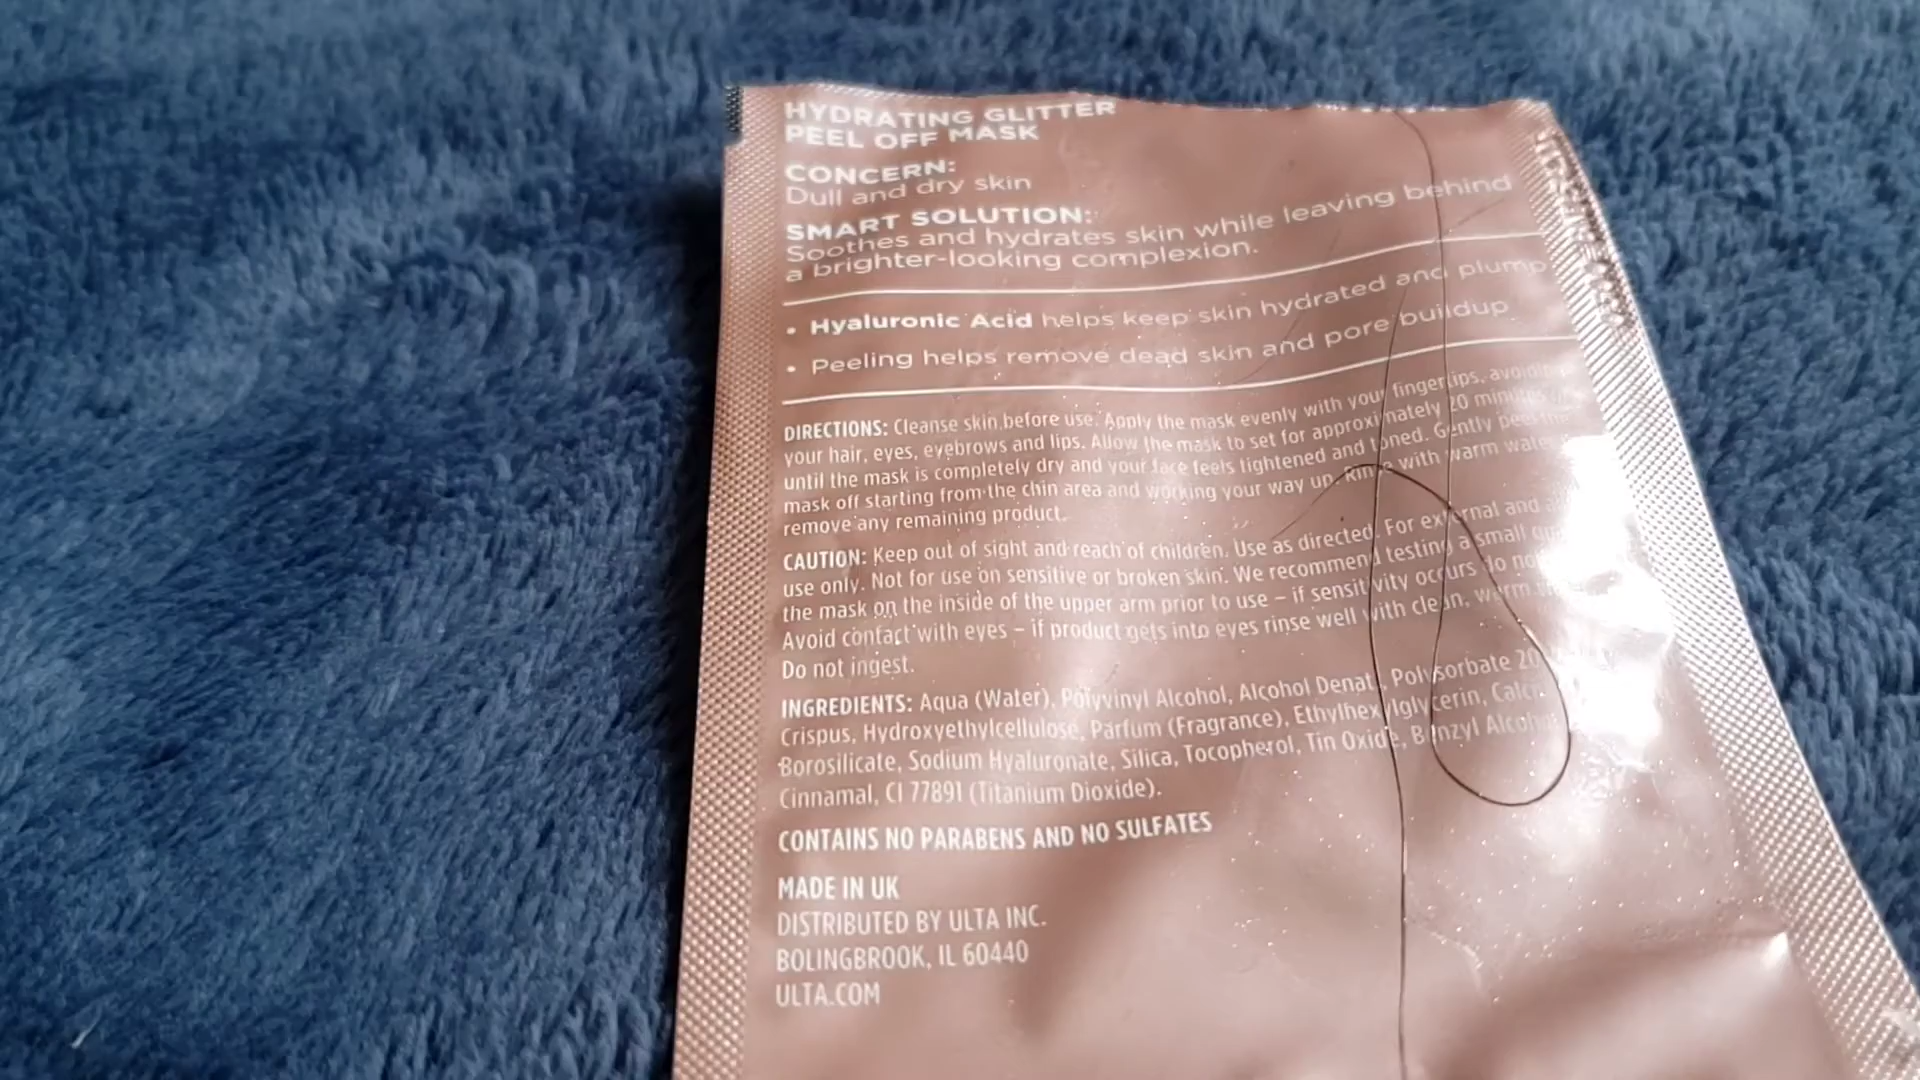 HYDRATING GLITTER
PEEL OFF MASK
CONCERN:
Dull and dry skin
SMART SOLUTION:
Soothes and hydrates skin while leaving behind
a brighter-looking complexion.
• Hyaluronic Acid helps keep skin hydrated and plump
• Peeling helps remove dead skin and pore buildup
DIRECTIONS: Cleanse skin before use. Apply the mask evenly with your fingertips, avoiding
your hair, eyes, eyebrows and lips. Allow the mask to set for approximately 20 minutes
until the mask is completely dry and your face feels tightened and toned. Gently peel the
mask off starting from the chin area and working your way up. Rinse with warm water
remove any remaining product.
CAUTION: Keep out of sight and reach of children. Use as directed. For external and
use only. Not for use on sensitive or broken skin. We recommend testing a small
the mask on the inside of the upper arm prior to use – if sensitivity occurs do not
Avoid contact with eyes – if product gets into eyes rinse well with clean, warm
Do not ingest.
INGREDIENTS: Aqua (Water), Polyvinyl Alcohol, Alcohol Denat., Polysorbate 20,
Crispus, Hydroxyethylcellulose, Parfum (Fragrance), Ethylhexylglycerin,
Borosilicate, Sodium Hyaluronate, Silica, Tocopherol, Tin Oxide, Benzyl Alcohol,
Cinnamal, CI 77891 (Titanium Dioxide).
CONTAINS NO PARABENS AND NO SULFATES
MADE IN UK
DISTRIBUTED BY ULTA INC.
BOLINGBROOK, IL 60440
ULTA.COM